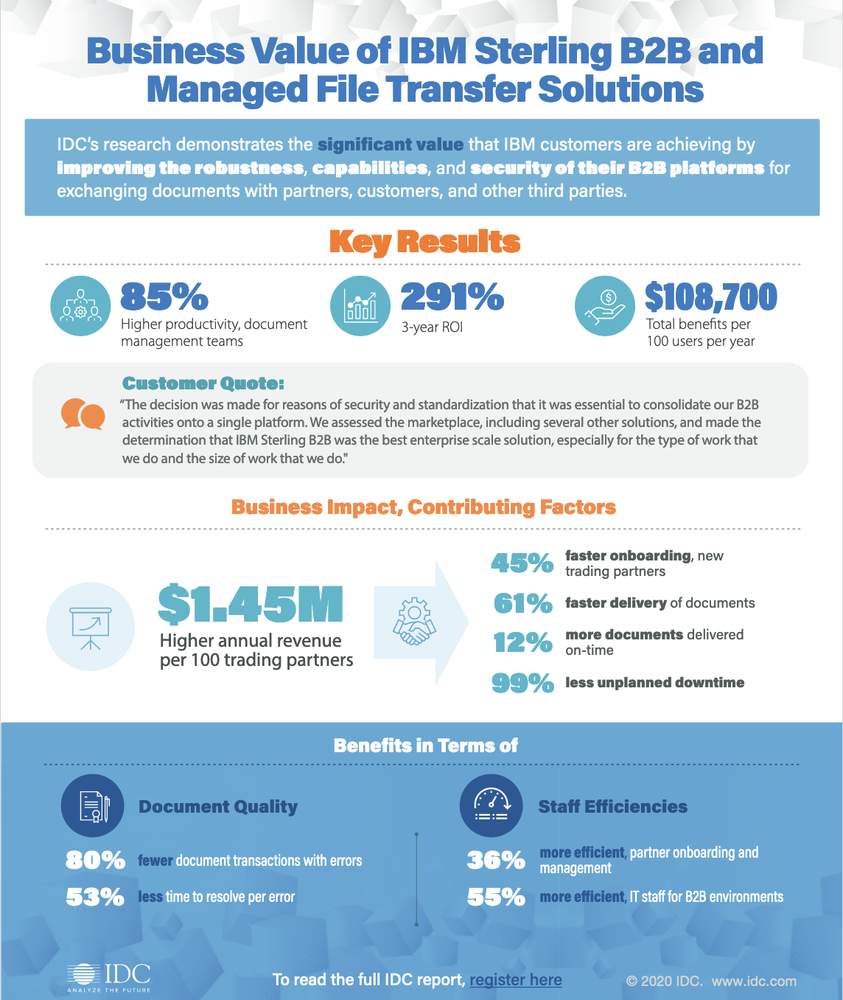 Business Value of IBM Sterling B2B and
Managed File Transfer Solutions
IDC's research demonstrates the significant value that IBM customers are achieving by
improving the robustness, capabilities, and security of their B2B platforms for
exchanging documents with partners, customers, and other third parties.
Key Results
85%
Higher productivity, document
management teams
291%
3-year ROI
$108,700
Total benefits per
100 users per year
Customer Quote:
“The decision was made for reasons of security and standardization that it was essential to consolidate our B2B
activities onto a single platform. We assessed the marketplace, including several other solutions, and made the
determination that IBM Sterling B2B was the best enterprise scale solution, especially for the type of work that
we do and the size of work that we do."
Business Impact, Contributing Factors
$1.45M
Higher annual revenue
per 100 trading partners
45% faster onboarding, new
trading partners
61% faster delivery of documents
12% more documents delivered
on-time
99% less unplanned downtime
Benefits in Terms of
Document Quality
80% fewer document transactions with errors
53% less time to resolve per error
Staff Efficiencies
36% more efficient, partner onboarding and
management
55% more efficient, IT staff for B2B environments
IDC
ANALYZE THE FUTURE
To read the full IDC report, register here
© 2020 IDC. www.idc.com